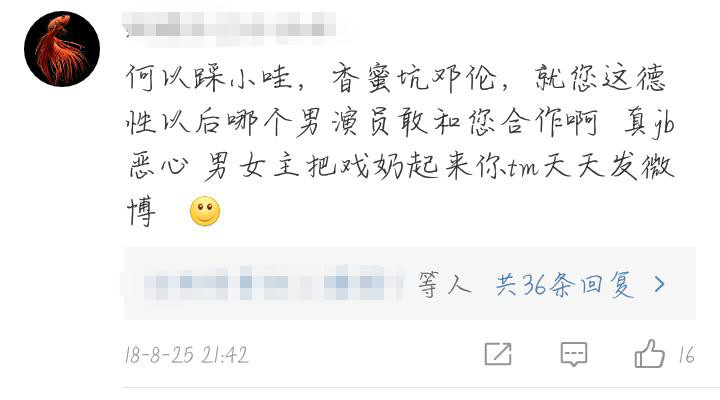 何以踩小哇，香蜜坑邓伦，就您这德
性以后哪个男演员敢和您合作啊 真jb
恶心 男女主把戏奶起来你tm天天发微
博
等人 共36条回复 >
18-8-25 21:42 16